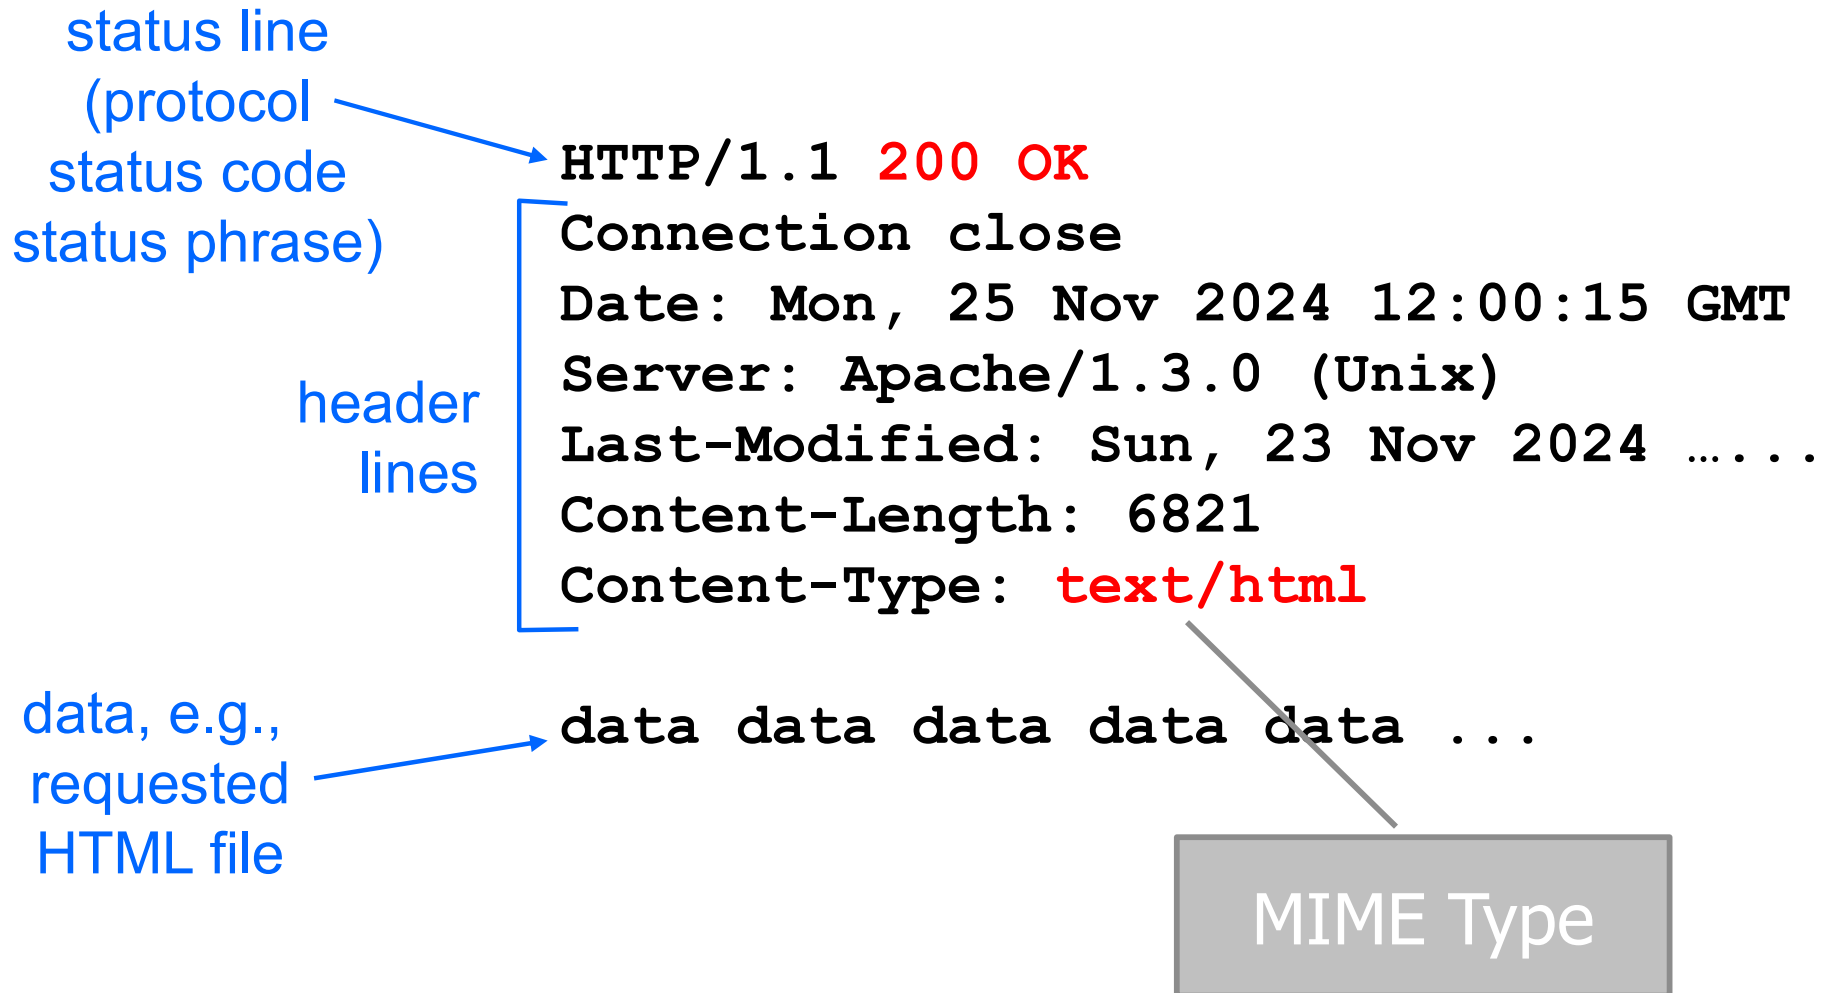 status line
(protocol
status code
status phrase)
HTTP/1.1 200 OK
Connection close
Date: Mon, 25 Nov 2024 12:00:15 GMT
Server: Apache/1.3.0 (Unix)
Last-Modified: Sun, 23 Nov 2024 …...
Content-Length: 6821
Content-Type: text/html
header
lines
data data data data data ...
data, e.g.,
requested
HTML file
MIME Type